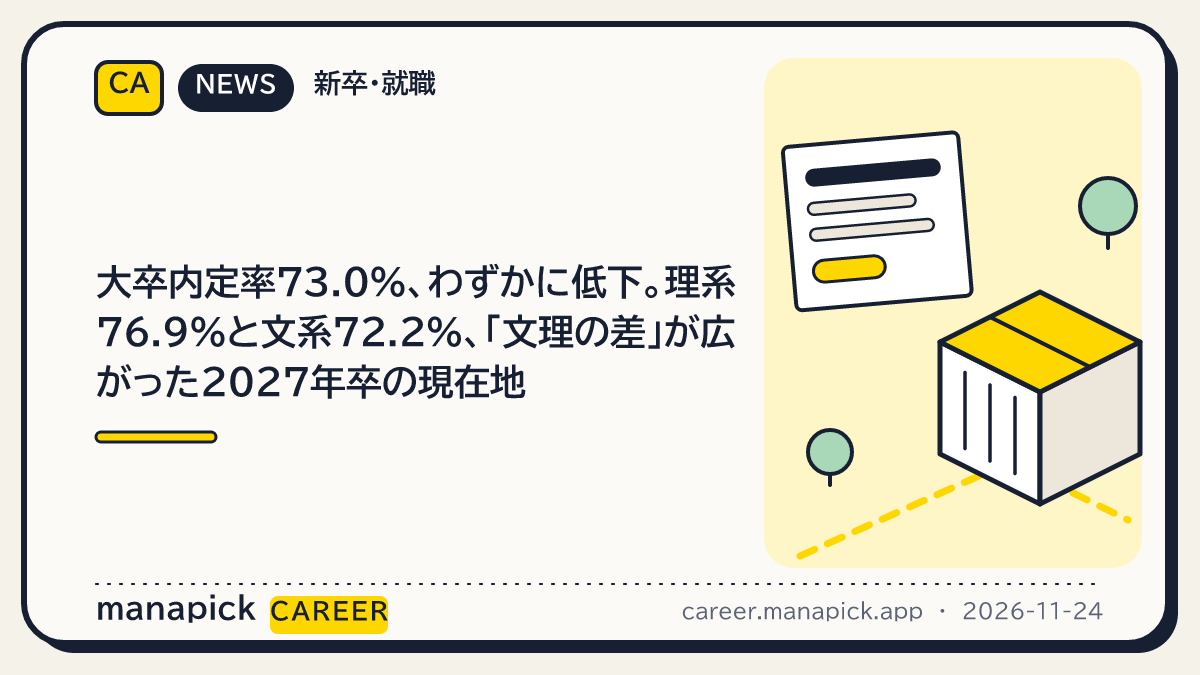 CA NEWS 新卒・就職
大卒内定率73.0%、わずかに低下。理系
76.9%と文系72.2%、「文理の差」が広
がった2027年卒の現在地
manapick CAREER
career.manapick.app ・ 2026-11-24